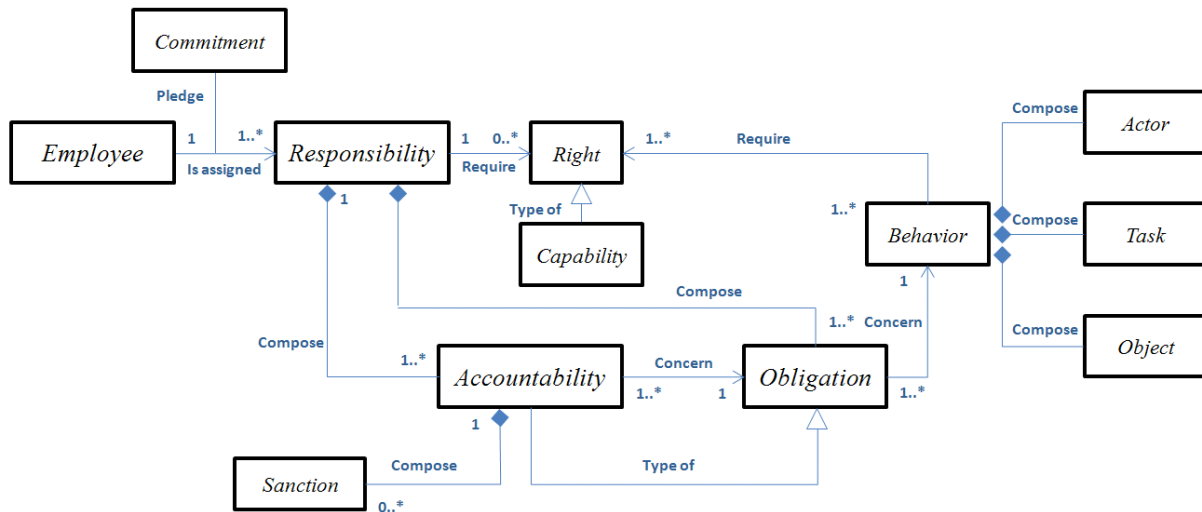 Commitment
Pledge
Employee
1
1..*
Is assigned
Responsibility
1
0..*
Require
Right
1..*
Require
Compose
Actor
1
Type of
Capability
1..*
Behavior
Compose
Task
1
Compose
1..*
Concern
Compose
Object
Compose
1..*
Accountability
Concern
1..*
1
Obligation
1..*
1
Compose
Type of
Sanction
0..*